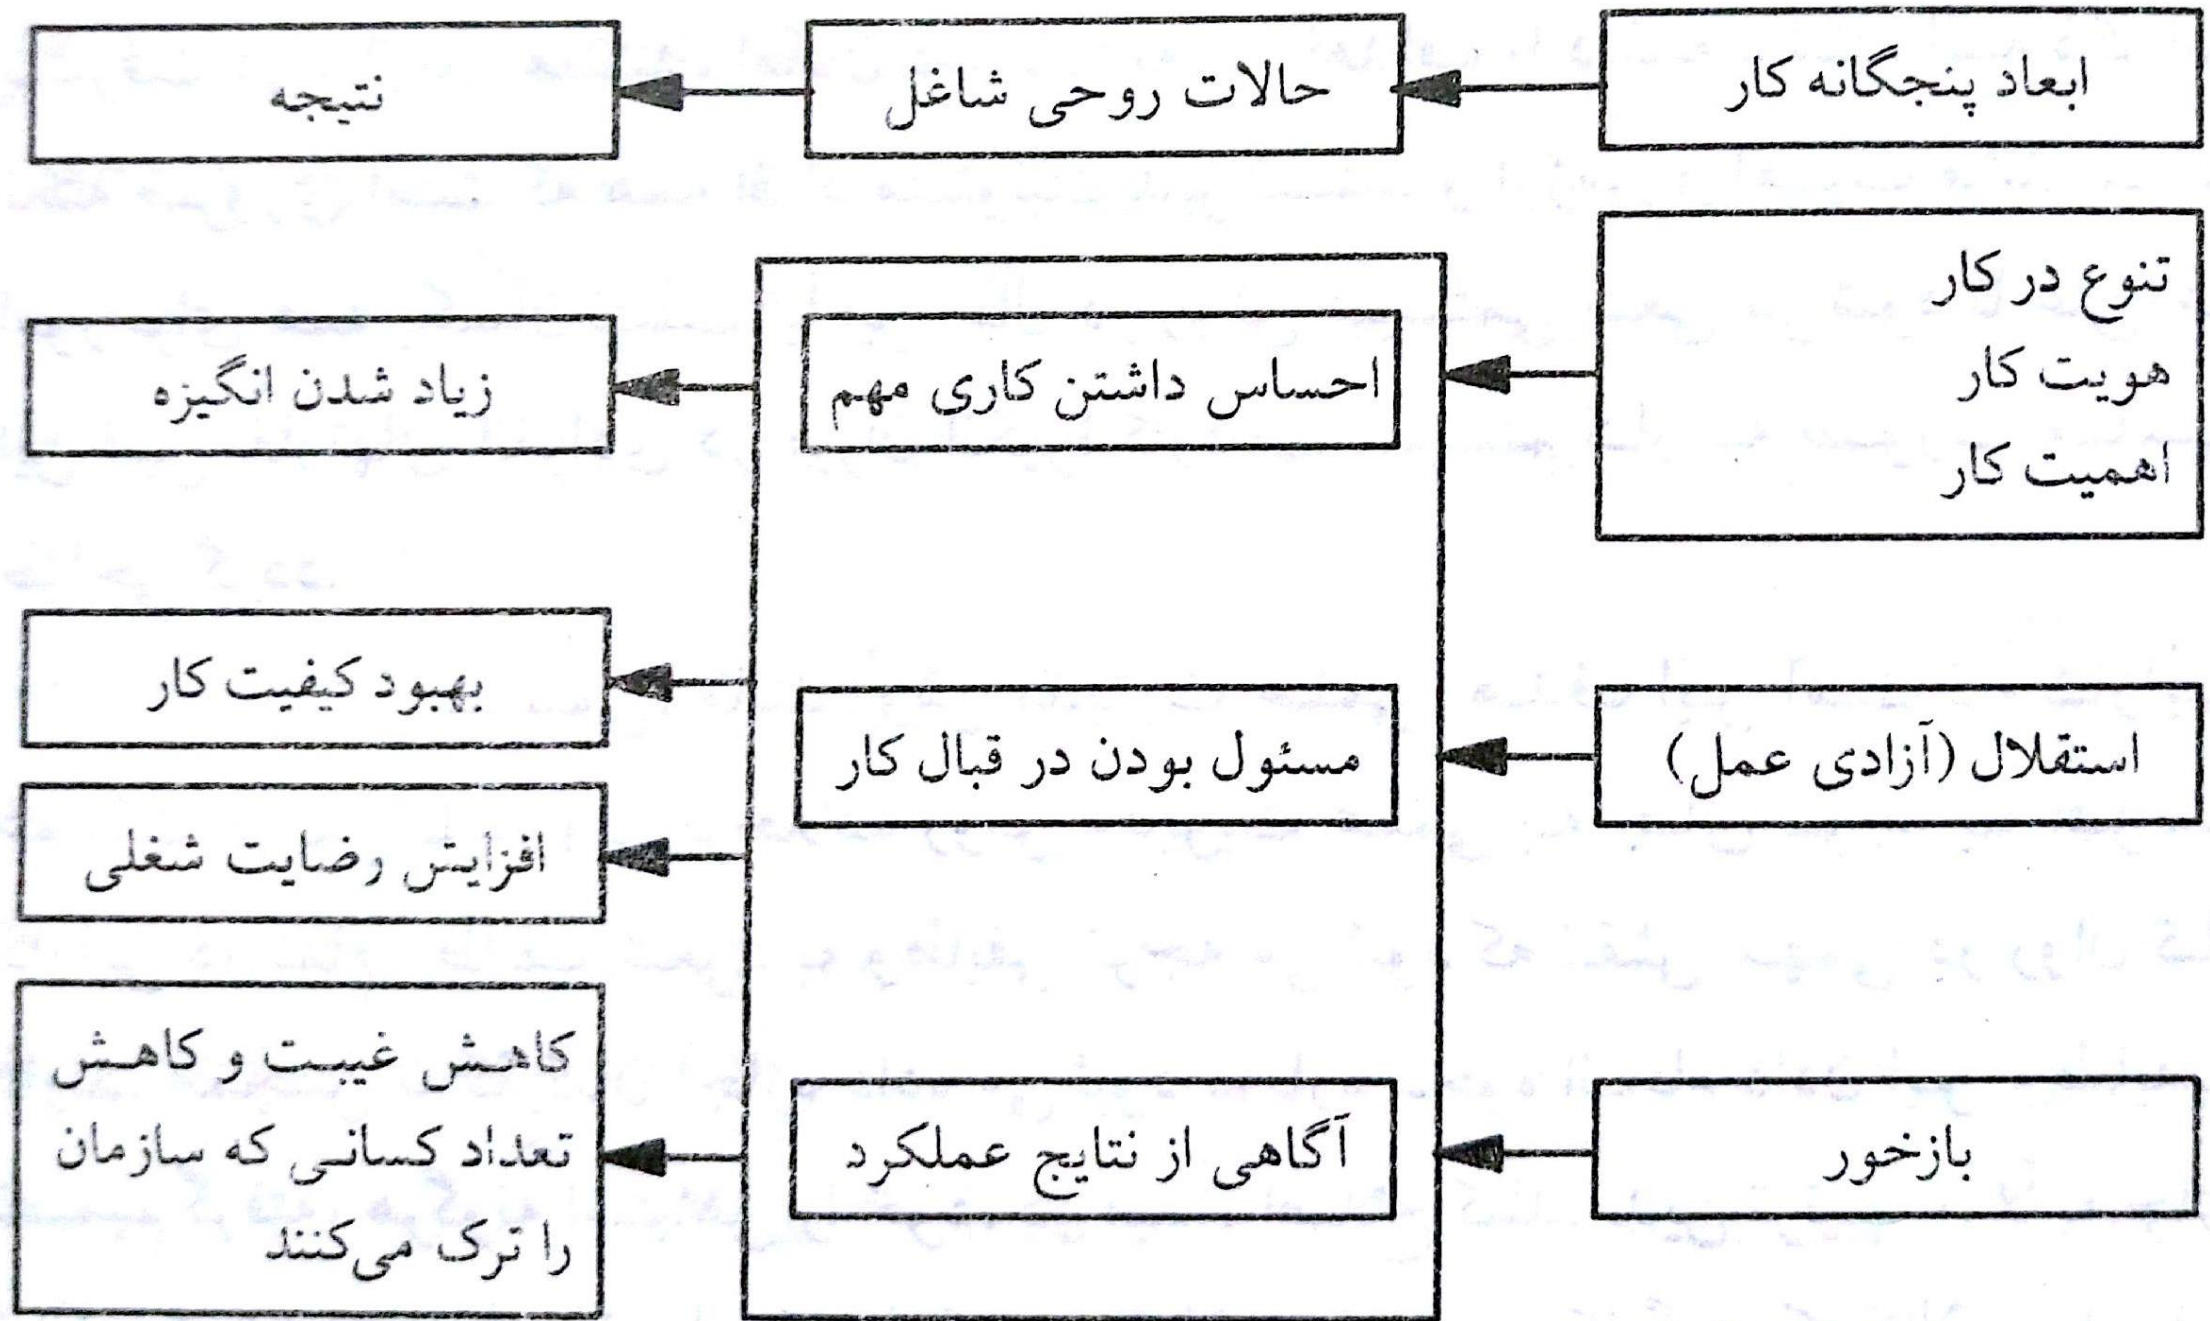 ابعاد پنجگانه کار
حالات روحی شاغل
نتیجه
تنوع در کار
هویت کار
اهمیت کار
احساس داشتن کاری مهم
زیاد شدن انگیزه
استقلال (آزادی عمل)
مسئول بودن در قبال کار
بهبود کیفیت کار
افزایش رضایت شغلی
بازخور
آگاهی از نتایج عملکرد
کاهش غیبت و کاهش
تعداد کسانی که سازمان
را ترک می‌کنند